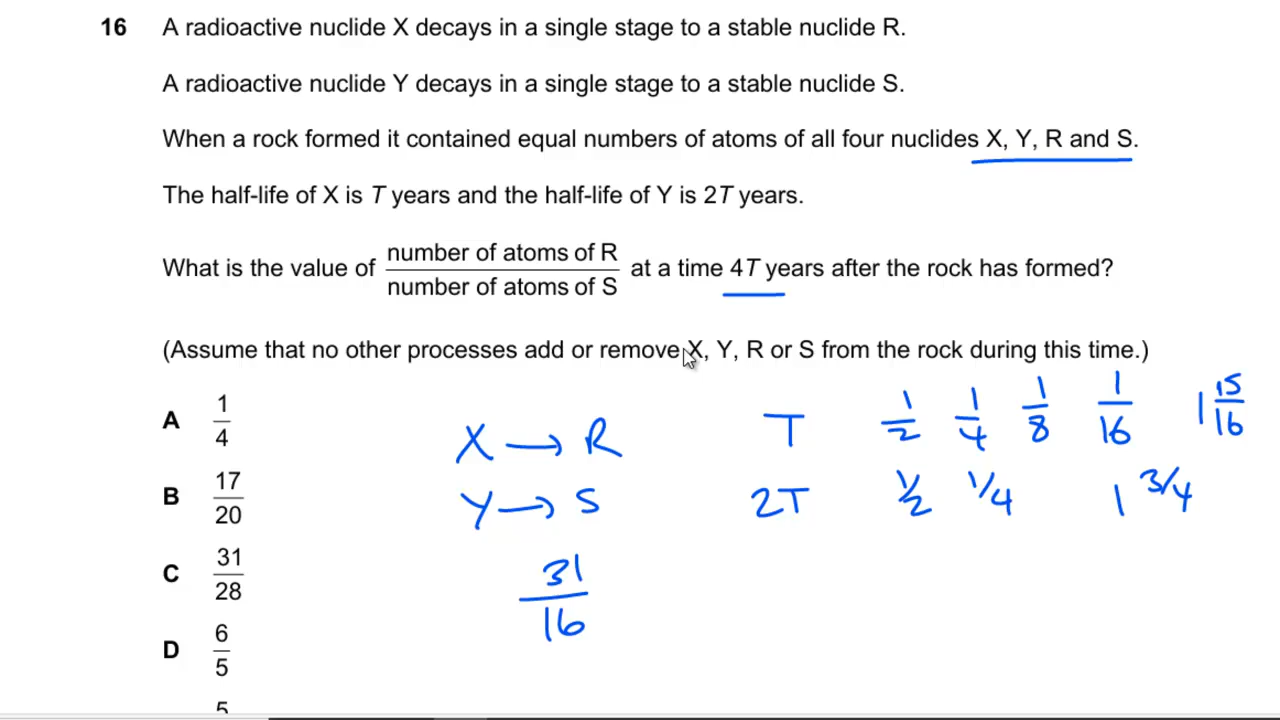 16 A radioactive nuclide X decays in a single stage to a stable nuclide R.
A radioactive nuclide Y decays in a single stage to a stable nuclide S.
When a rock formed it contained equal numbers of atoms of all four nuclides X, Y, R and S.
The half-life of X is T years and the half-life of Y is 2T years.
What is the value of number of atoms of R / number of atoms of S at a time 4T years after the rock has formed?
(Assume that no other processes add or remove X, Y, R or S from the rock during this time.)
A 1/4
B 17/20
C 31/28
D 6/5
5
X → R T 1/2 1/4 1/8 1/16 1 15/16
Y → S 2T 1/2 1/4 1 3/4
31/16